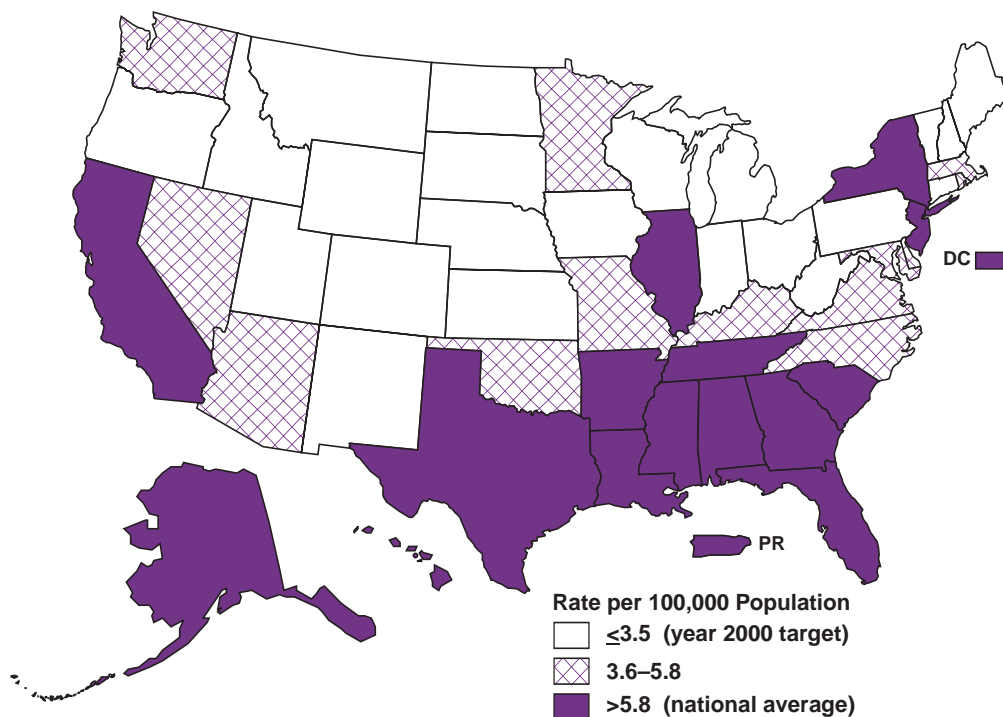 DC
PR
Rate per 100,000 Population
≤3.5 (year 2000 target)
3.6–5.8
>5.8 (national average)